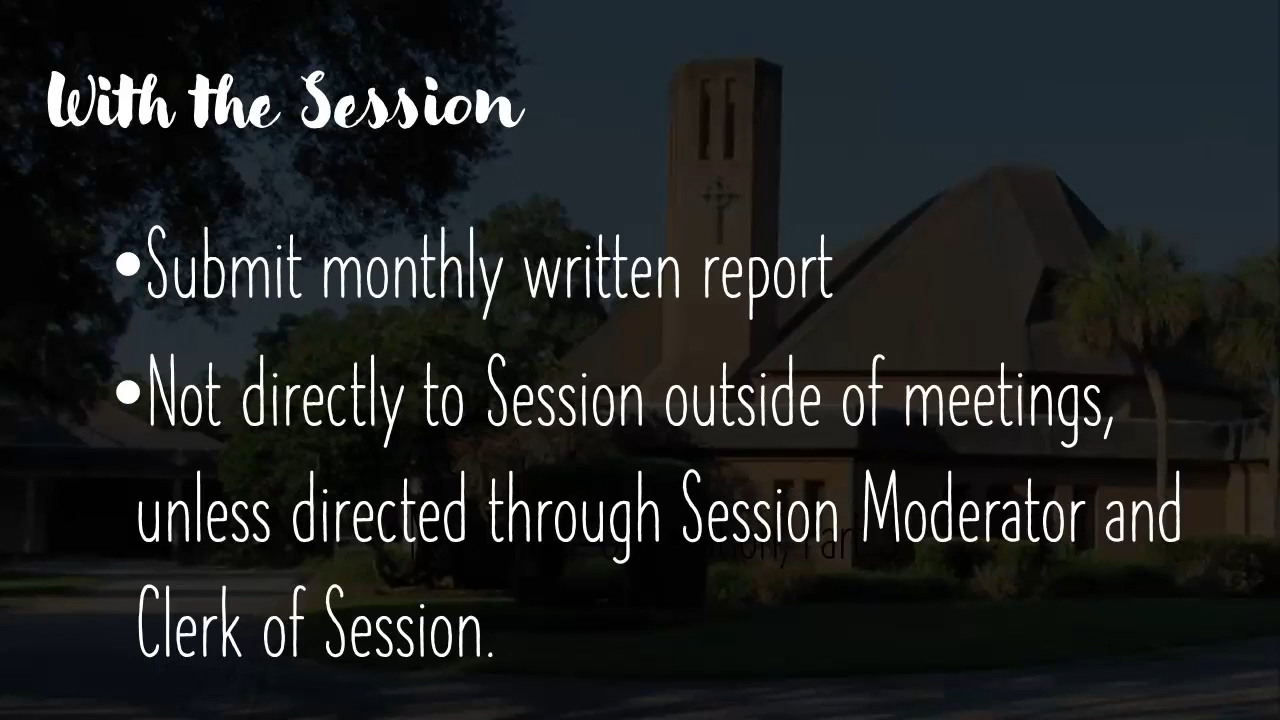 With the Session
•Submit monthly written report
•Not directly to Session outside of meetings,
unless directed through Session Moderator and
Clerk of Session.